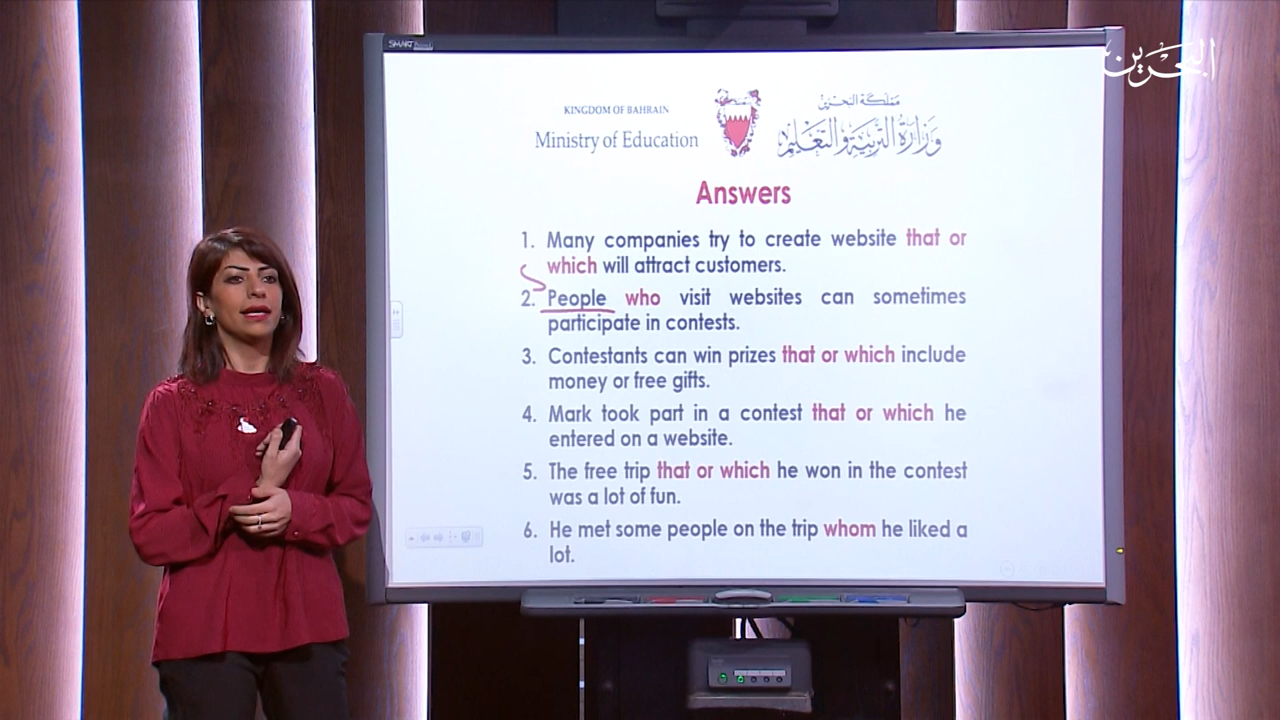 SMART Board
البحرين
KINGDOM OF BAHRAIN
Ministry of Education
مملكة البحرين
وزارة التربية والتعليم
Answers
1. Many companies try to create website that or
which will attract customers.
2. People who visit websites can sometimes
participate in contests.
3. Contestants can win prizes that or which include
money or free gifts.
4. Mark took part in a contest that or which he
entered on a website.
5. The free trip that or which he won in the contest
was a lot of fun.
6. He met some people on the trip whom he liked a
lot.